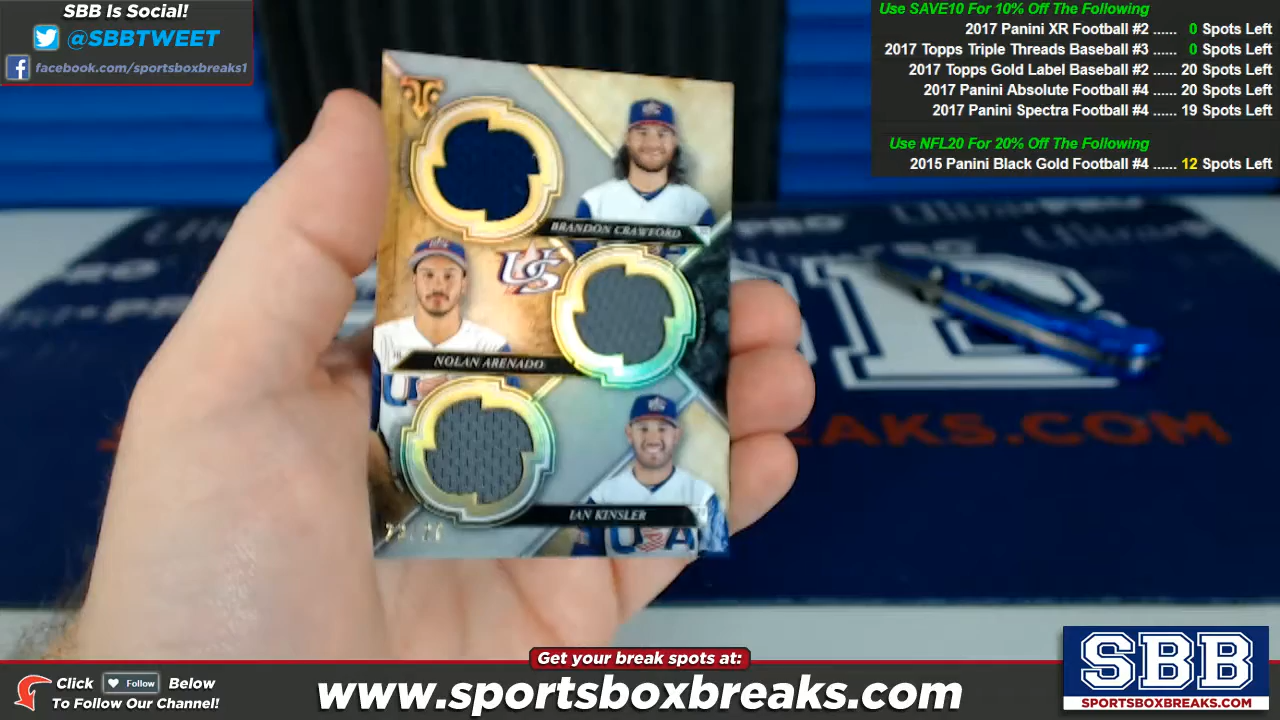 SBB Is Social!
@SBBTWEET
facebook.com/sportsboxbreaks1
Use SAVE10 For 10% Off The Following
2017 Panini XR Football #2 ...... 0 Spots Left
2017 Topps Triple Threads Baseball #3 ...... 0 Spots Left
2017 Topps Gold Label Baseball #2 ...... 20 Spots Left
2017 Panini Absolute Football #4 ...... 20 Spots Left
2017 Panini Spectra Football #4 ...... 19 Spots Left
Use NFL20 For 20% Off The Following
2015 Panini Black Gold Football #4 ...... 12 Spots Left
BRANDON CRAWFORD
US
NOLAN ARENADO
IAN KINSLER
USA
EAKS.COM
Get your break spots at:
www.sportsboxbreaks.com
Click Follow Below
To Follow Our Channel!
SBB
SPORTSBOXBREAKS.COM